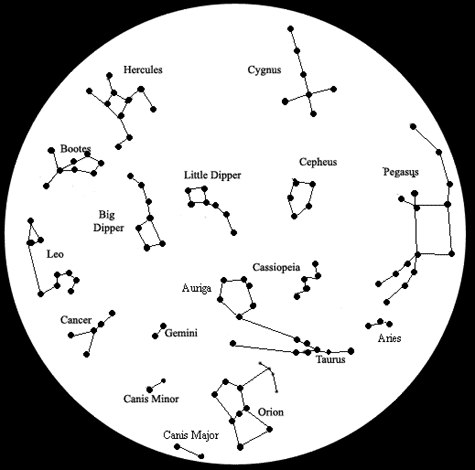 Hercules
Cygnus
Bootes
Little Dipper
Cepheus
Pegasus
Big
Dipper
Leo
Cassiopeia
Auriga
Cancer
Gemini
Aries
Taurus
Canis Minor
Orion
Canis Major